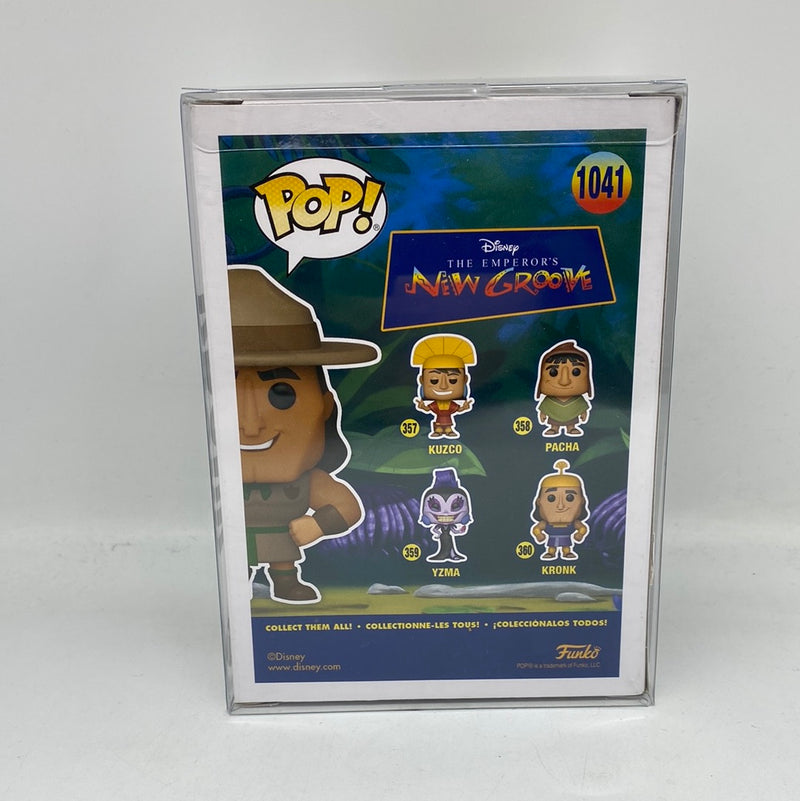 POP!®
1041
Disney
THE EMPEROR'S
NEW GROOVE
357
KUZCO
358
PACHA
359
YZMA
360
KRONK
COLLECT THEM ALL! • COLLECTIONNE-LES TOUS! • ¡COLECCIÓNALOS TODOS!
©Disney
www.disney.com
Funko
POP!® is a trademark of Funko, LLC